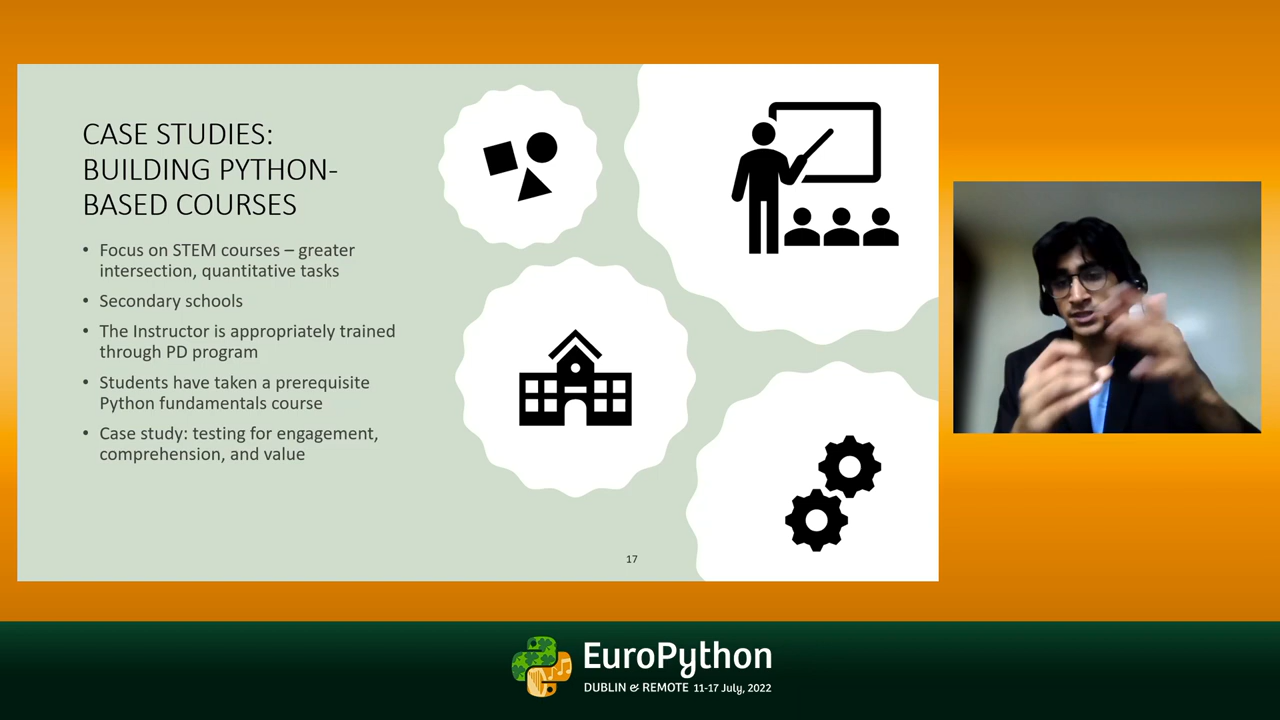 CASE STUDIES:
BUILDING PYTHON-
BASED COURSES
• Focus on STEM courses – greater
intersection, quantitative tasks
• Secondary schools
• The Instructor is appropriately trained
through PD program
• Students have taken a prerequisite
Python fundamentals course
• Case study: testing for engagement,
comprehension, and value
17
EuroPython
DUBLIN & REMOTE 11-17 July, 2022